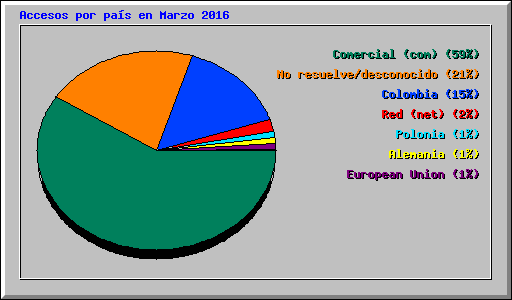 Accesos por país en Marzo 2016
Comercial (com) (59%)
No resuelve/desconocido (21%)
Colombia (15%)
Red (net) (2%)
Polonia (1%)
Alemania (1%)
European Union (1%)